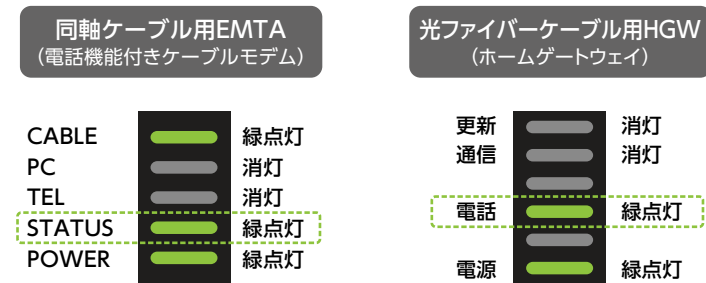 同軸ケーブル用EMTA
(電話機能付きケーブルモデム)
CABLE 緑点灯
PC 消灯
TEL 消灯
STATUS 緑点灯
POWER 緑点灯
光ファイバーケーブル用HGW
(ホームゲートウェイ)
更新 消灯
通信 消灯
電話 緑点灯
電源 緑点灯